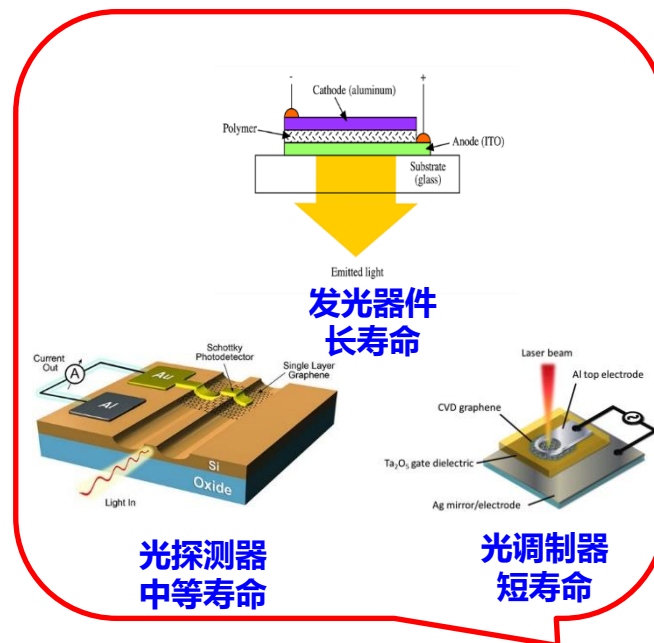 - +
Cathode (aluminum)
Polymer
Anode (ITO)
Substrate
(glass)
Emitted light
发光器件
长寿命
Current
Out
A
Au
Al
Schottky
Photodetector
Single Layer
Graphene
Si
Oxide
Light In
光探测器
中等寿命
Laser beam
Al top electrode
CVD graphene
Ta₂O₅ gate dielectric
Ag mirror/electrode
光调制器
短寿命